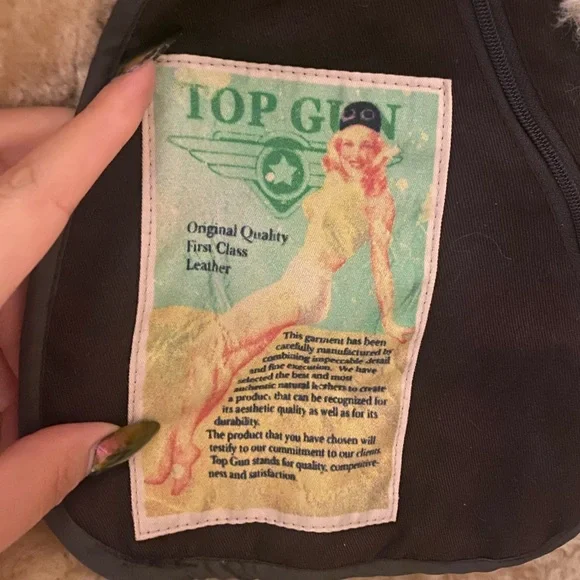 TOP GUN
Original Quality
First Class
Leather
This garment has been
carefully manufactured by
combining impeccable detail
and fine execution. We have
selected the best and most
authentic natural leathers to create
a product that can be recognized for
its aesthetic quality as well as for its
durability.
The product that you have chosen will
testify to our commitment to our clients.
Top Gun stands for quality, competitive-
ness and satisfaction.